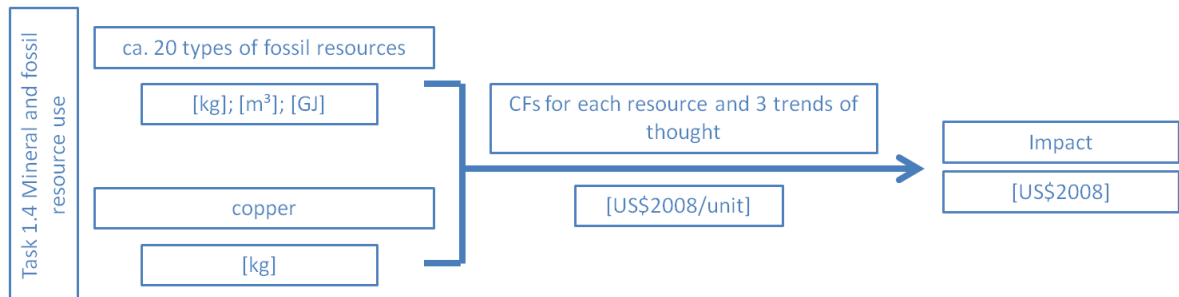 Task 1.4 Mineral and fossil
resource use
ca. 20 types of fossil resources
[kg]; [m³]; [GJ]
copper
[kg]
CFs for each resource and 3 trends of
thought
[US$2008/unit]
Impact
[US$2008]